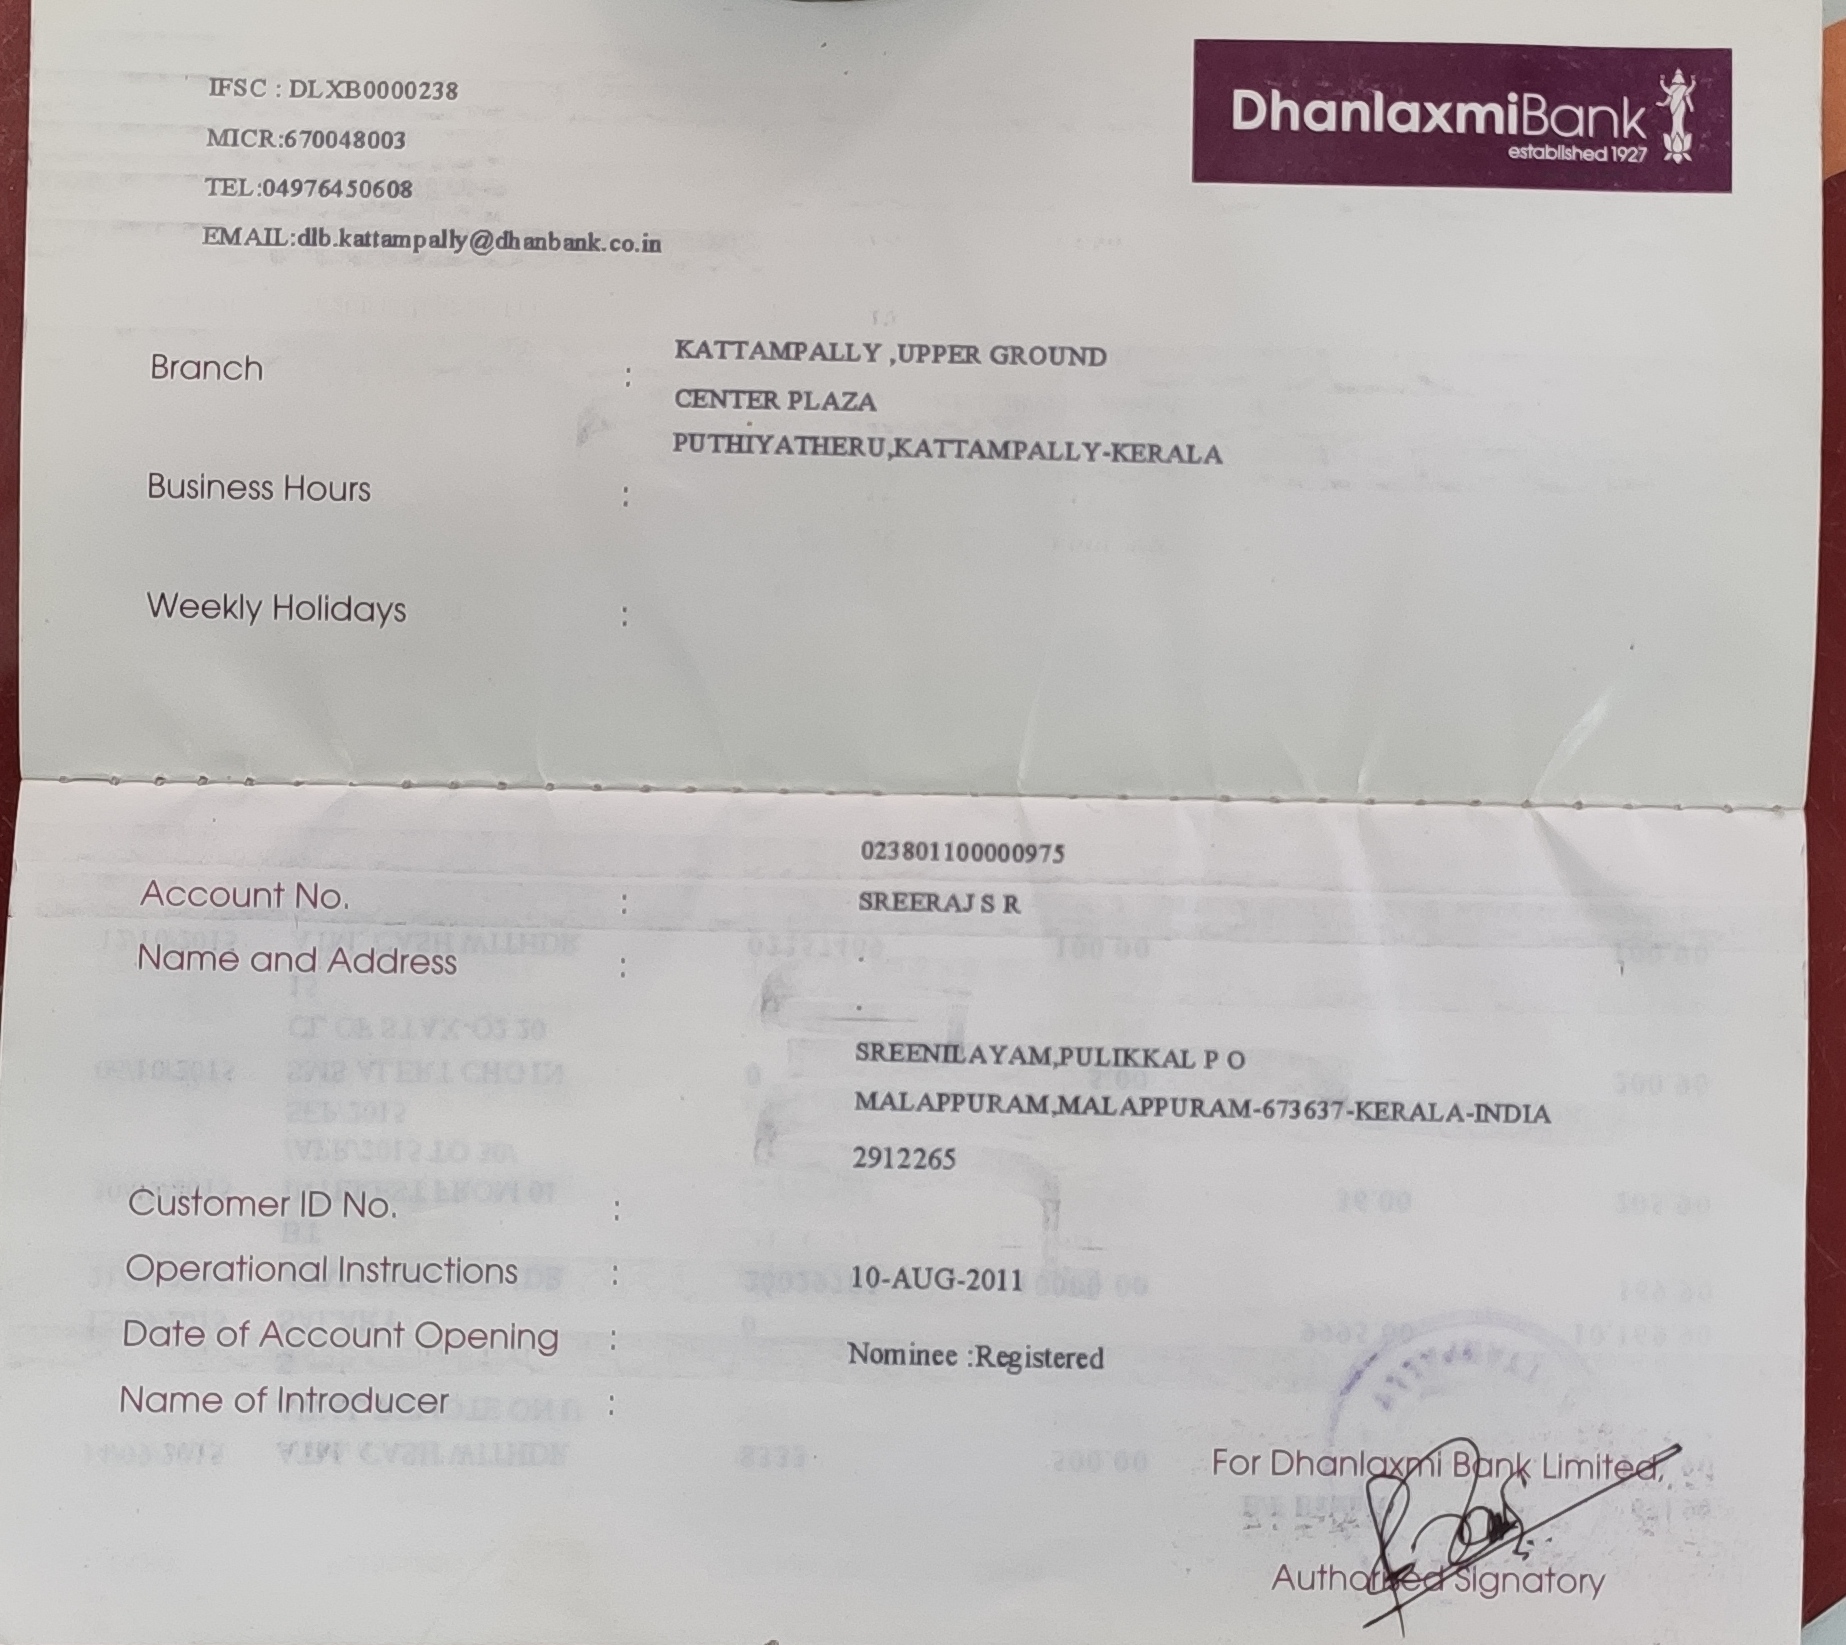 IFSC : DLXB0000238
MICR:670048003
TEL:04976450608
EMAIL:dlb.kattampally@dhanbank.co.in
DhanlaxmiBank
established 1927
Branch : KATTAMPALLY ,UPPER GROUND
CENTER PLAZA
PUTHIYATHERU,KATTAMPALLY-KERALA
Business Hours :
Weekly Holidays :
023801100000975
Account No. : SREERAJ S R
Name and Address : .
.
SREENILAYAM,PULIKKAL P O
MALAPPURAM,MALAPPURAM-673637-KERALA-INDIA
2912265
Customer ID No. :
Operational Instructions : 10-AUG-2011
Date of Account Opening :
Nominee :Registered
Name of Introducer :
For Dhanlaxmi Bank Limited,
Authorised Signatory